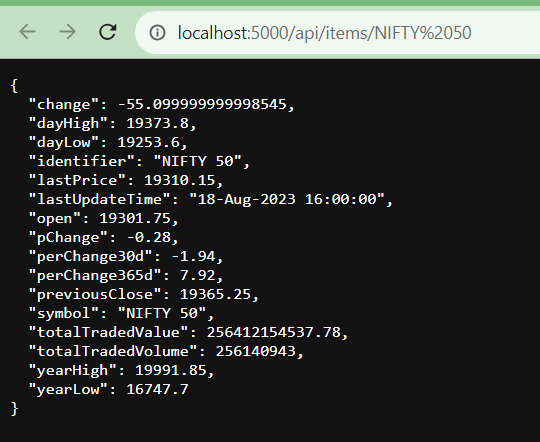 localhost:5000/api/items/NIFTY%2050
{
  "change": -55.099999999998545,
  "dayHigh": 19373.8,
  "dayLow": 19253.6,
  "identifier": "NIFTY 50",
  "lastPrice": 19310.15,
  "lastUpdateTime": "18-Aug-2023 16:00:00",
  "open": 19301.75,
  "pChange": -0.28,
  "perChange30d": -1.94,
  "perChange365d": 7.92,
  "previousClose": 19365.25,
  "symbol": "NIFTY 50",
  "totalTradedValue": 256412154537.78,
  "totalTradedVolume": 256140943,
  "yearHigh": 19991.85,
  "yearLow": 16747.7
}